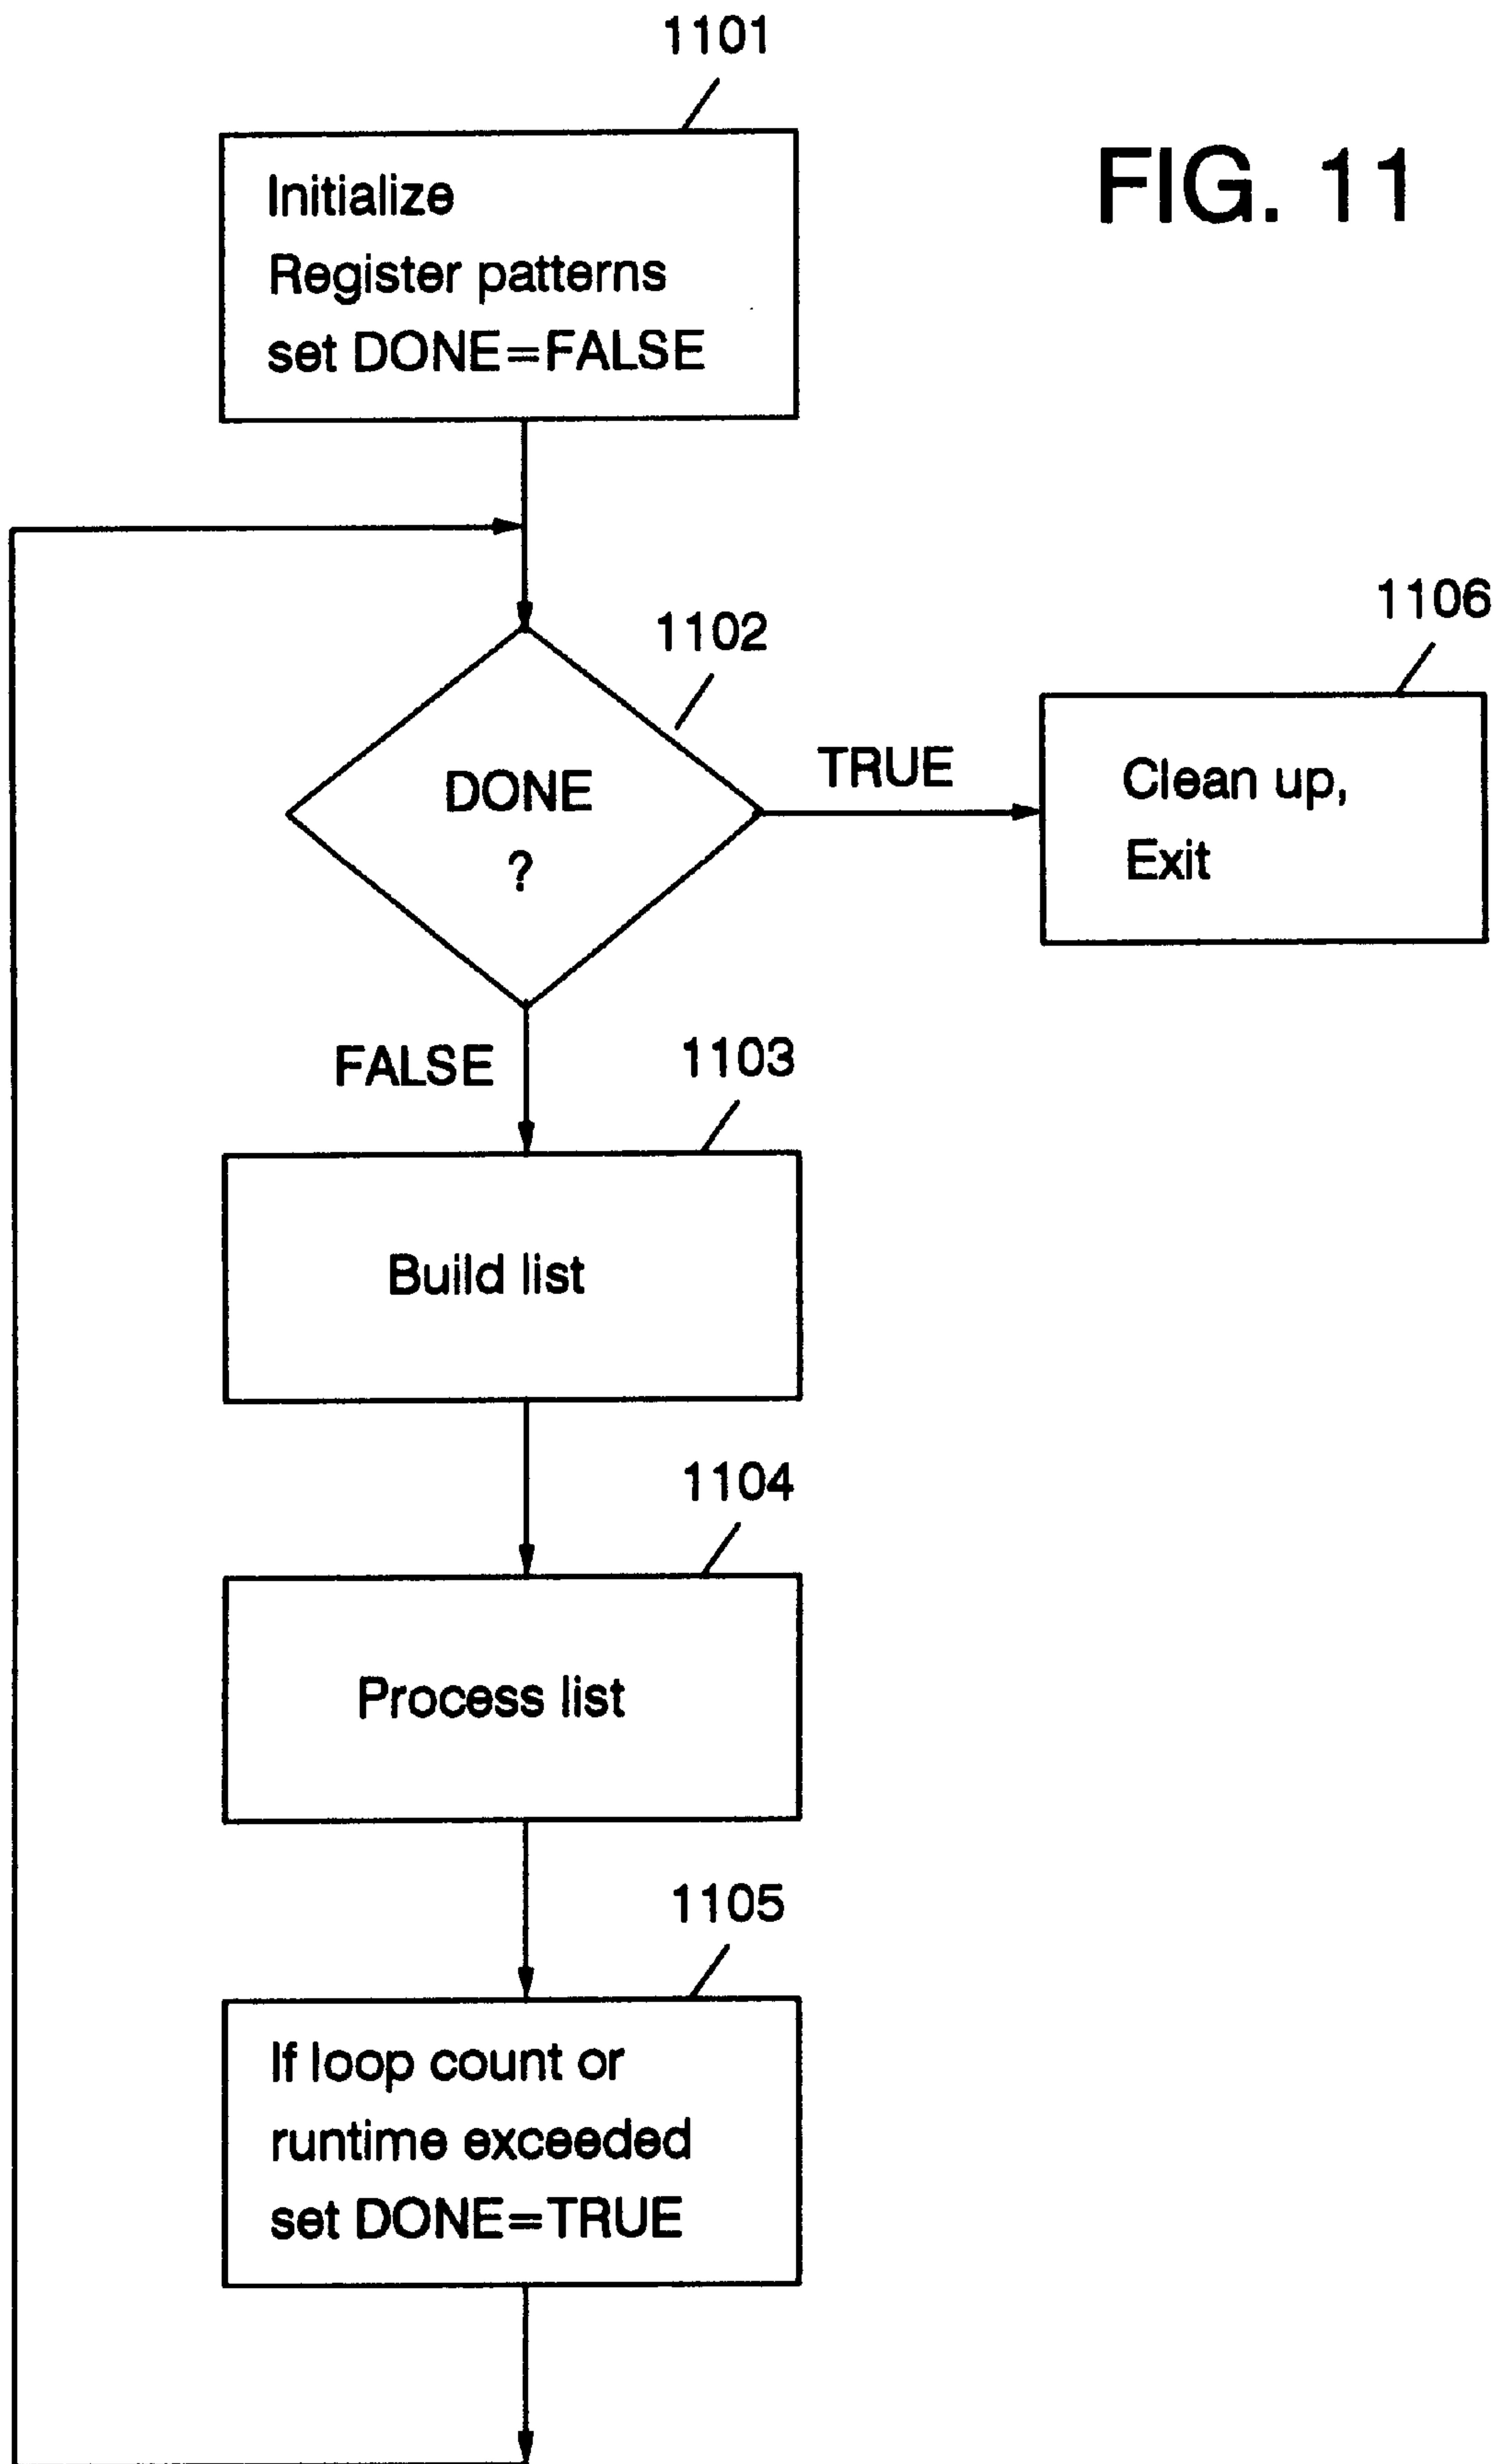 1101
FIG. 11
Initialize
Register patterns
set DONE=FALSE
1102
1106
DONE
?
TRUE
Clean up,
Exit
FALSE
1103
Build list
1104
Process list
1105
If loop count or
runtime exceeded
set DONE=TRUE